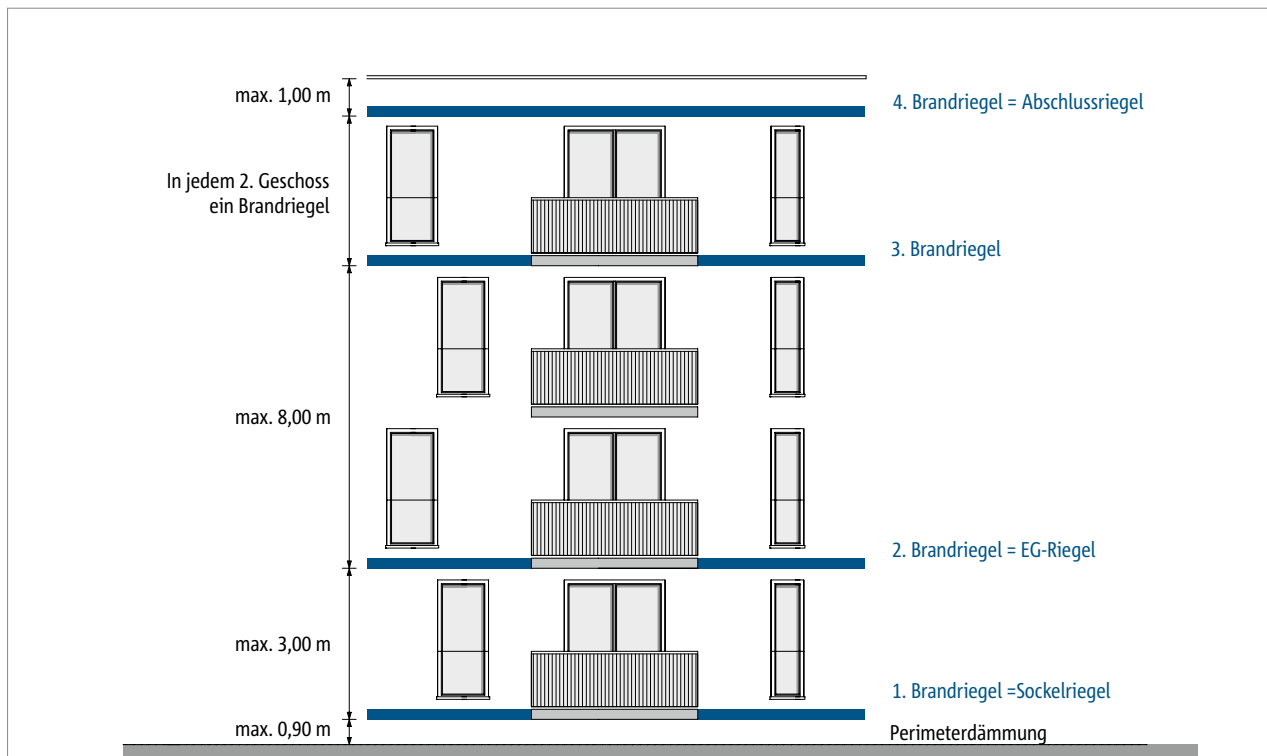 max. 1,00 m
4. Brandriegel = Abschlussriegel
In jedem 2. Geschoss
ein Brandriegel
3. Brandriegel
max. 8,00 m
2. Brandriegel = EG-Riegel
max. 3,00 m
1. Brandriegel =Sockelriegel
max. 0,90 m
Perimeterdämmung